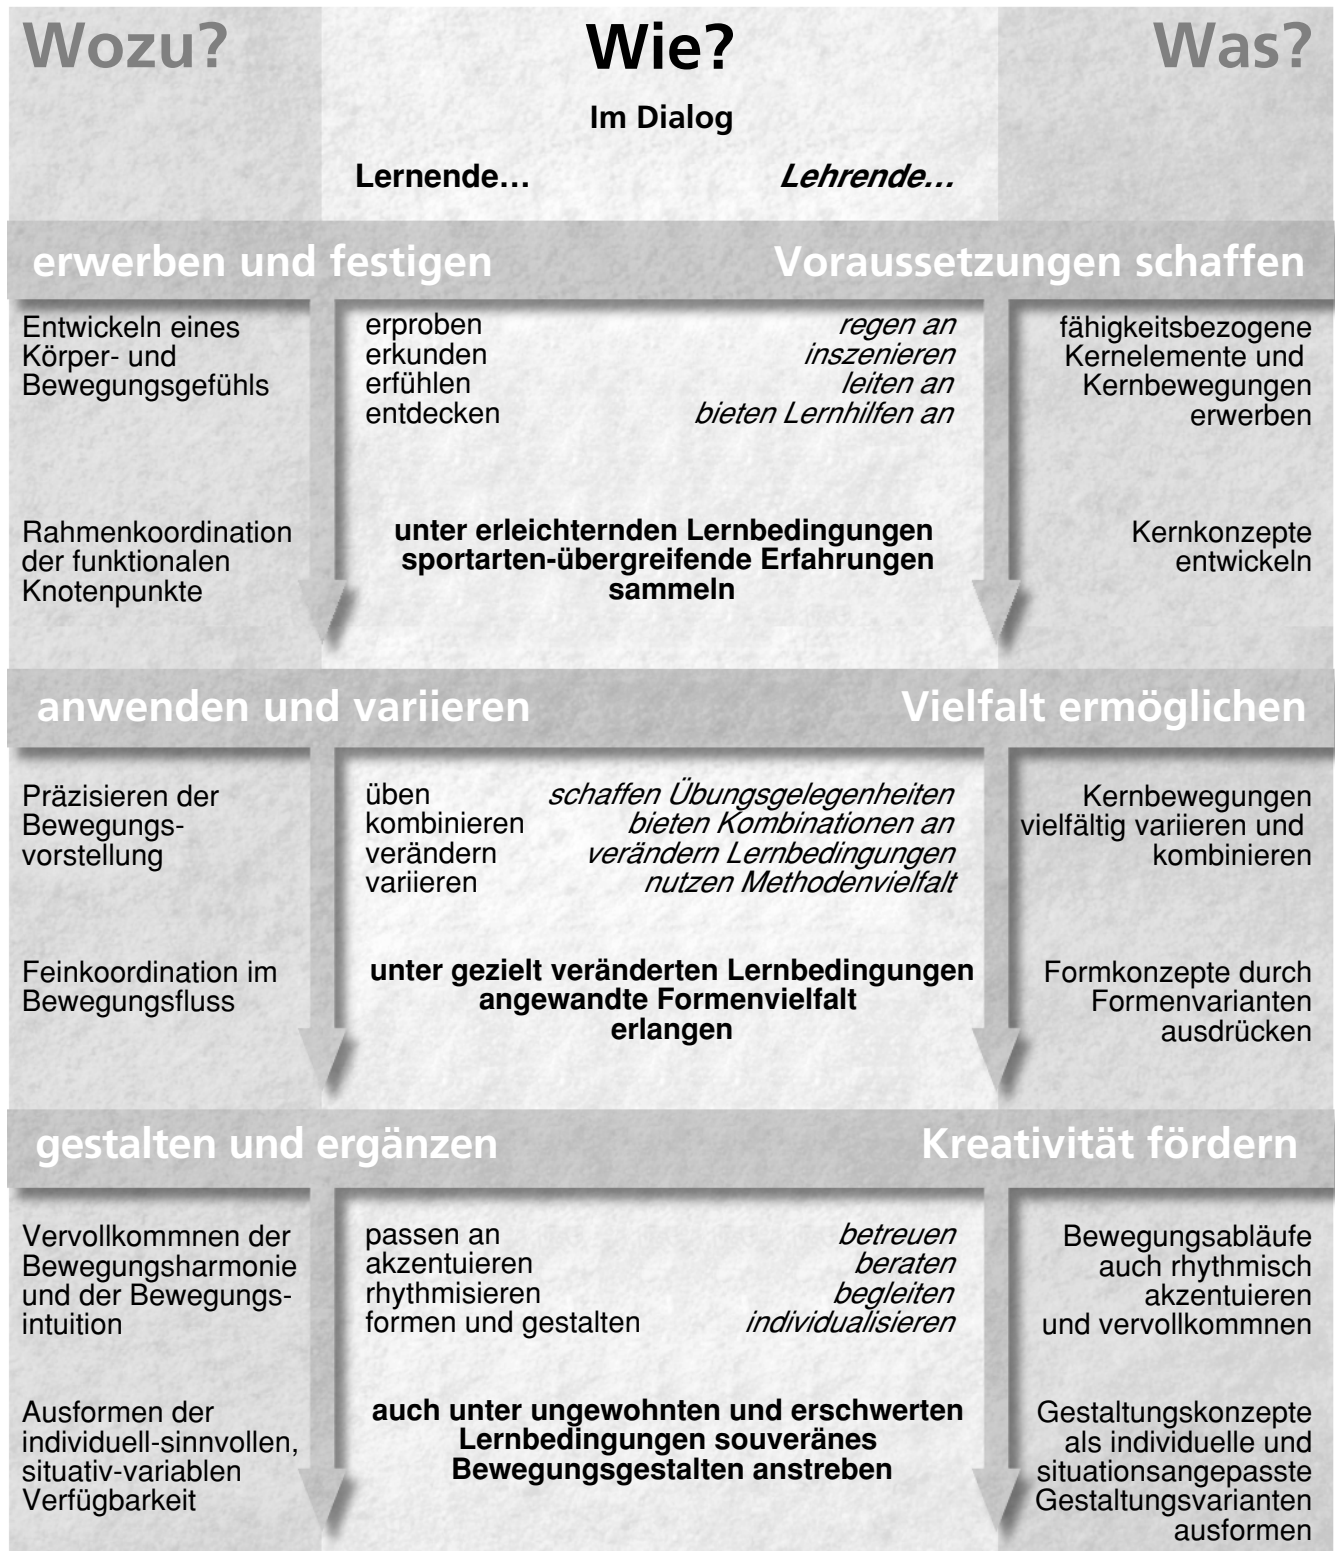 Wozu?
Wie?
Was?
Im Dialog
Lernende…
Lehrende…
erwerben und festigen
Voraussetzungen schaffen
Entwickeln eines
Körper- und
Bewegungsgefühls
erproben
erkunden
erfühlen
entdecken
regen an
inszenieren
leiten an
bieten Lernhilfen an
fähigkeitsbezogene
Kernelemente und
Kernbewegungen
erwerben
Rahmenkoordination
der funktionalen
Knotenpunkte
unter erleichternden Lernbedingungen
sportarten-übergreifende Erfahrungen
sammeln
Kernkonzepte
entwickeln
anwenden und variieren
Vielfalt ermöglichen
Präzisieren der
Bewegungs-
vorstellung
üben
kombinieren
verändern
variieren
schaffen Übungsgelegenheiten
bieten Kombinationen an
verändern Lernbedingungen
nutzen Methodenvielfalt
Kernbewegungen
vielfältig variieren und
kombinieren
Feinkoordination im
Bewegungsfluss
unter gezielt veränderten Lernbedingungen
angewandte Formenvielfalt
erlangen
Formkonzepte durch
Formenvarianten
ausdrücken
gestalten und ergänzen
Kreativität fördern
Vervollkommnen der
Bewegungsharmonie
und der Bewegungs-
intuition
passen an
akzentuieren
rhythmisieren
formen und gestalten
betreuen
beraten
begleiten
individualisieren
Bewegungsabläufe
auch rhythmisch
akzentuieren
und vervollkommnen
Ausformen der
individuell-sinnvollen,
situativ-variablen
Verfügbarkeit
auch unter ungewohnten und erschwerten
Lernbedingungen souveränes
Bewegungsgestalten anstreben
Gestaltungskonzepte
als individuelle und
situationsangepasste
Gestaltungsvarianten
ausformen